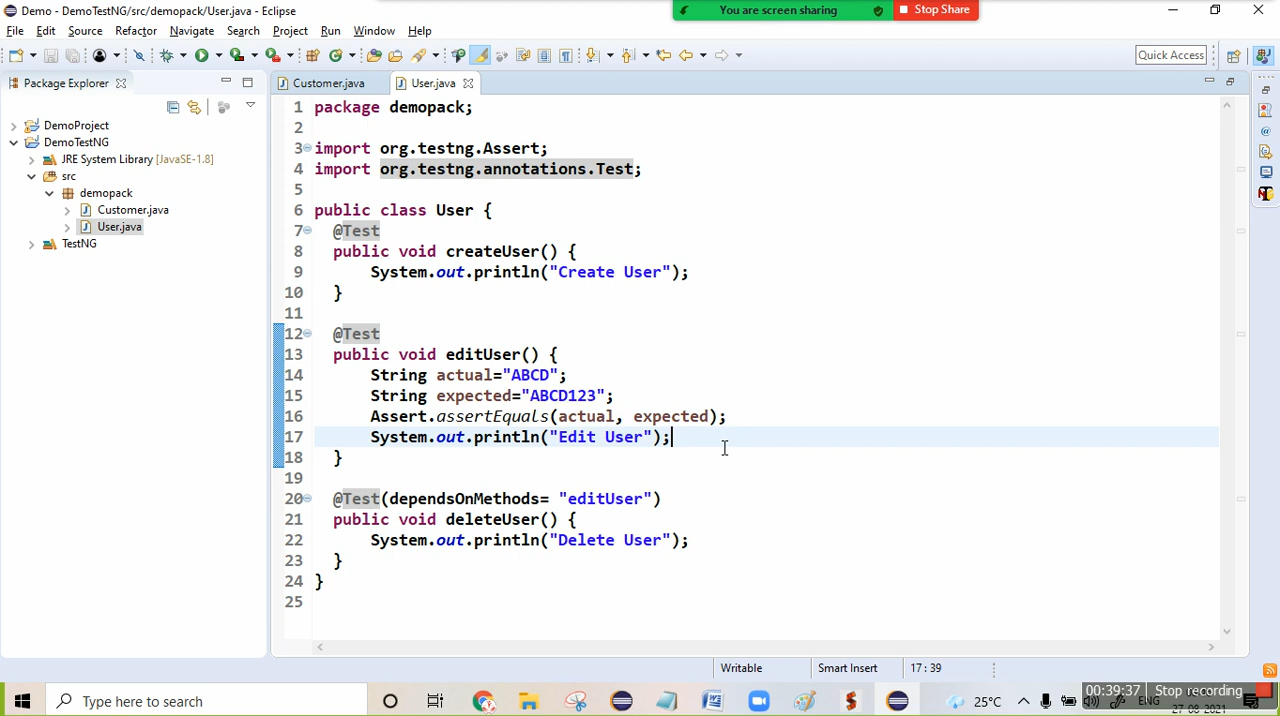 Demo - DemoTestNG/src/demopack/User.java - Eclipse
You are screen sharing
Stop Share
File Edit Source Refactor Navigate Search Project Run Window Help
Quick Access
Package Explorer
Customer.java
User.java
DemoProject
DemoTestNG
JRE System Library [JavaSE-1.8]
src
demopack
Customer.java
User.java
TestNG
1 package demopack;
2
3 import org.testng.Assert;
4 import org.testng.annotations.Test;
5
6 public class User {
7 @Test
8 public void createUser() {
9 System.out.println("Create User");
10 }
11
12 @Test
13 public void editUser() {
14 String actual="ABCD";
15 String expected="ABCD123";
16 Assert.assertEquals(actual, expected);
17 System.out.println("Edit User");
18 }
19
20 @Test(dependsOnMethods= "editUser")
21 public void deleteUser() {
22 System.out.println("Delete User");
23 }
24 }
25
Writable
Smart Insert
17 : 39
Type here to search
25°C
ENG
00:39:37
Stop recording
27-08-2021